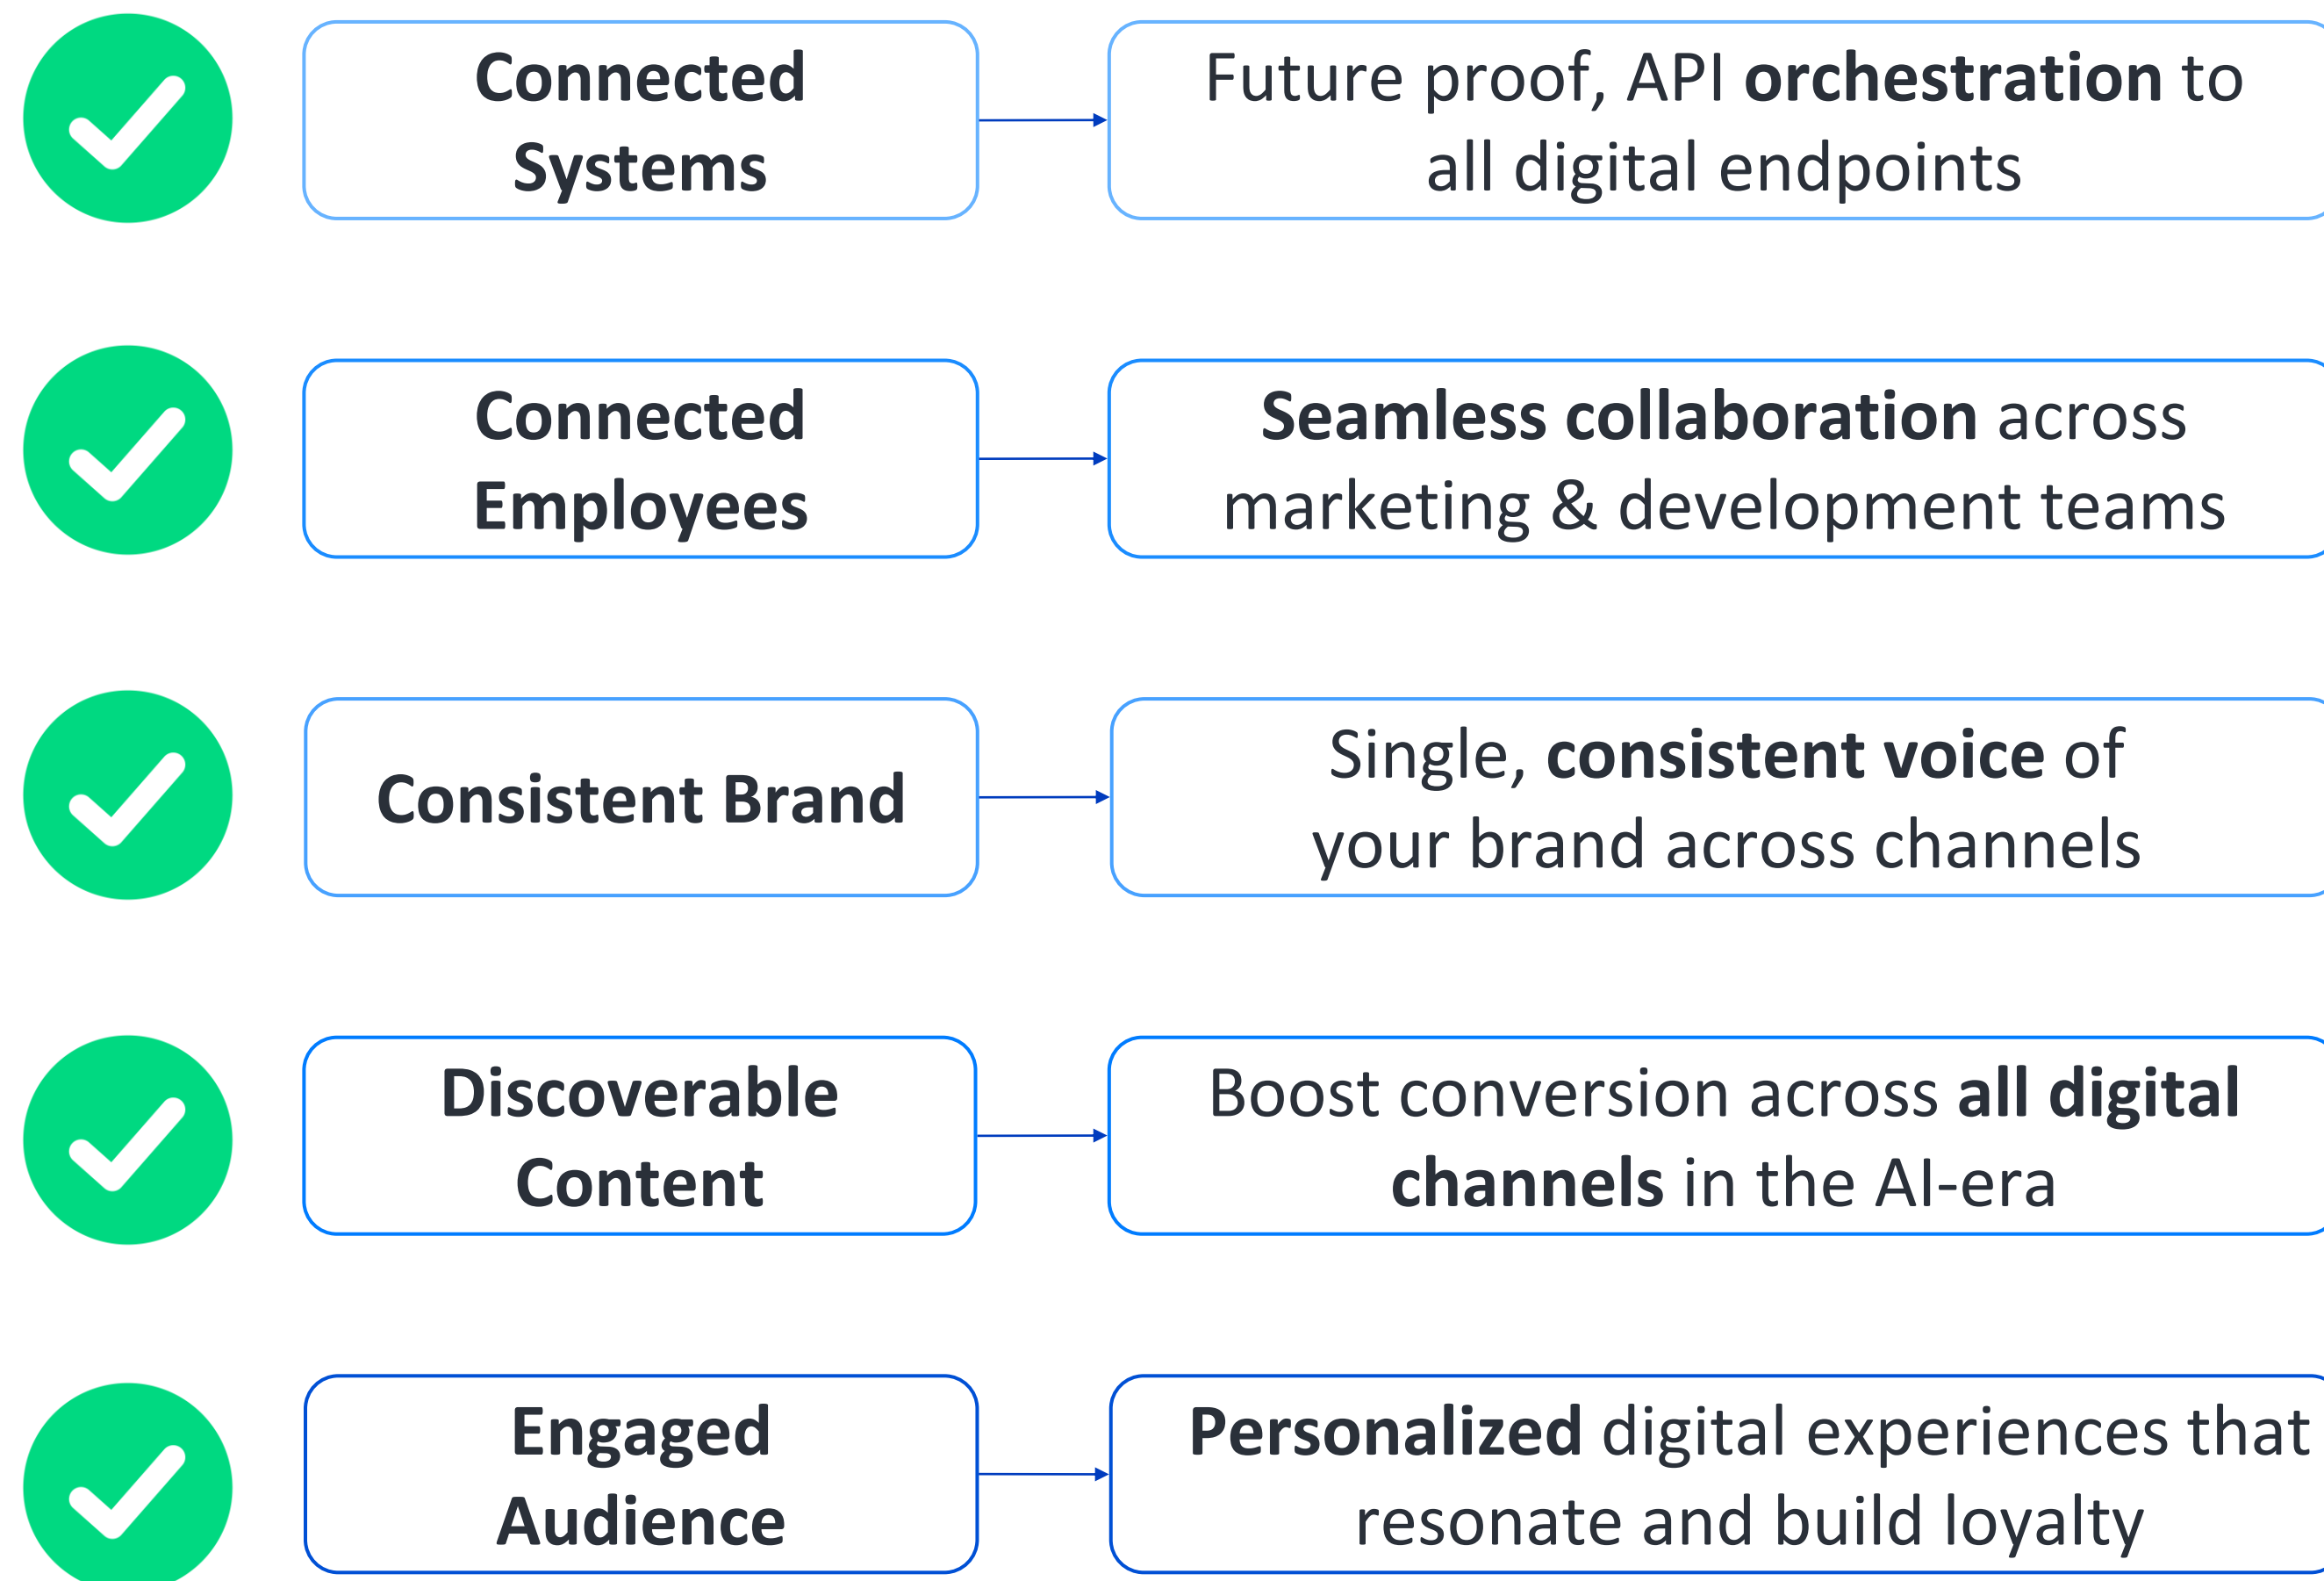 Connected
Systems
Future proof, API orchestration to
all digital endpoints
Connected
Employees
Seamless collaboration across
marketing & development teams
Consistent Brand
Single, consistent voice of
your brand across channels
Discoverable
Content
Boost conversion across all digital
channels in the AI-era
Engaged
Audience
Personalized digital experiences that
resonate and build loyalty